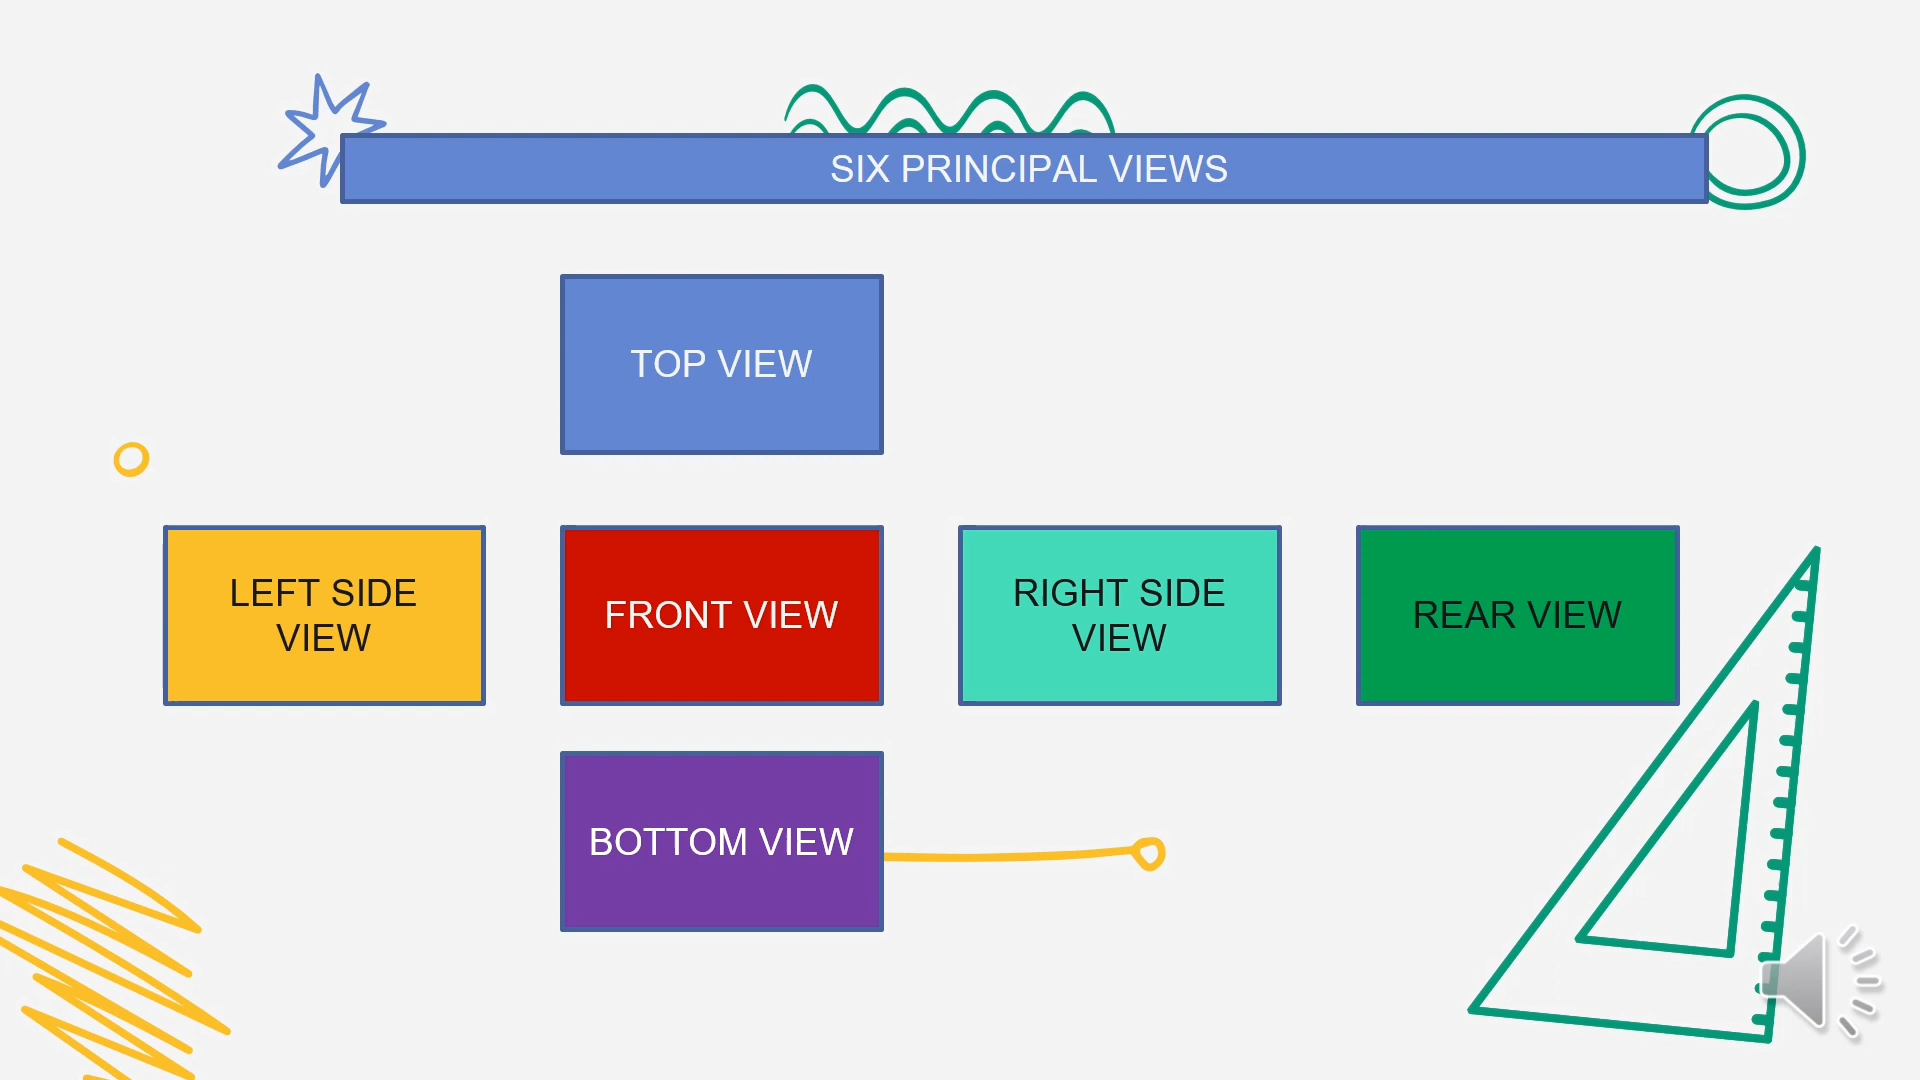 SIX PRINCIPAL VIEWS
TOP VIEW
LEFT SIDE
VIEW
FRONT VIEW
RIGHT SIDE
VIEW
REAR VIEW
BOTTOM VIEW